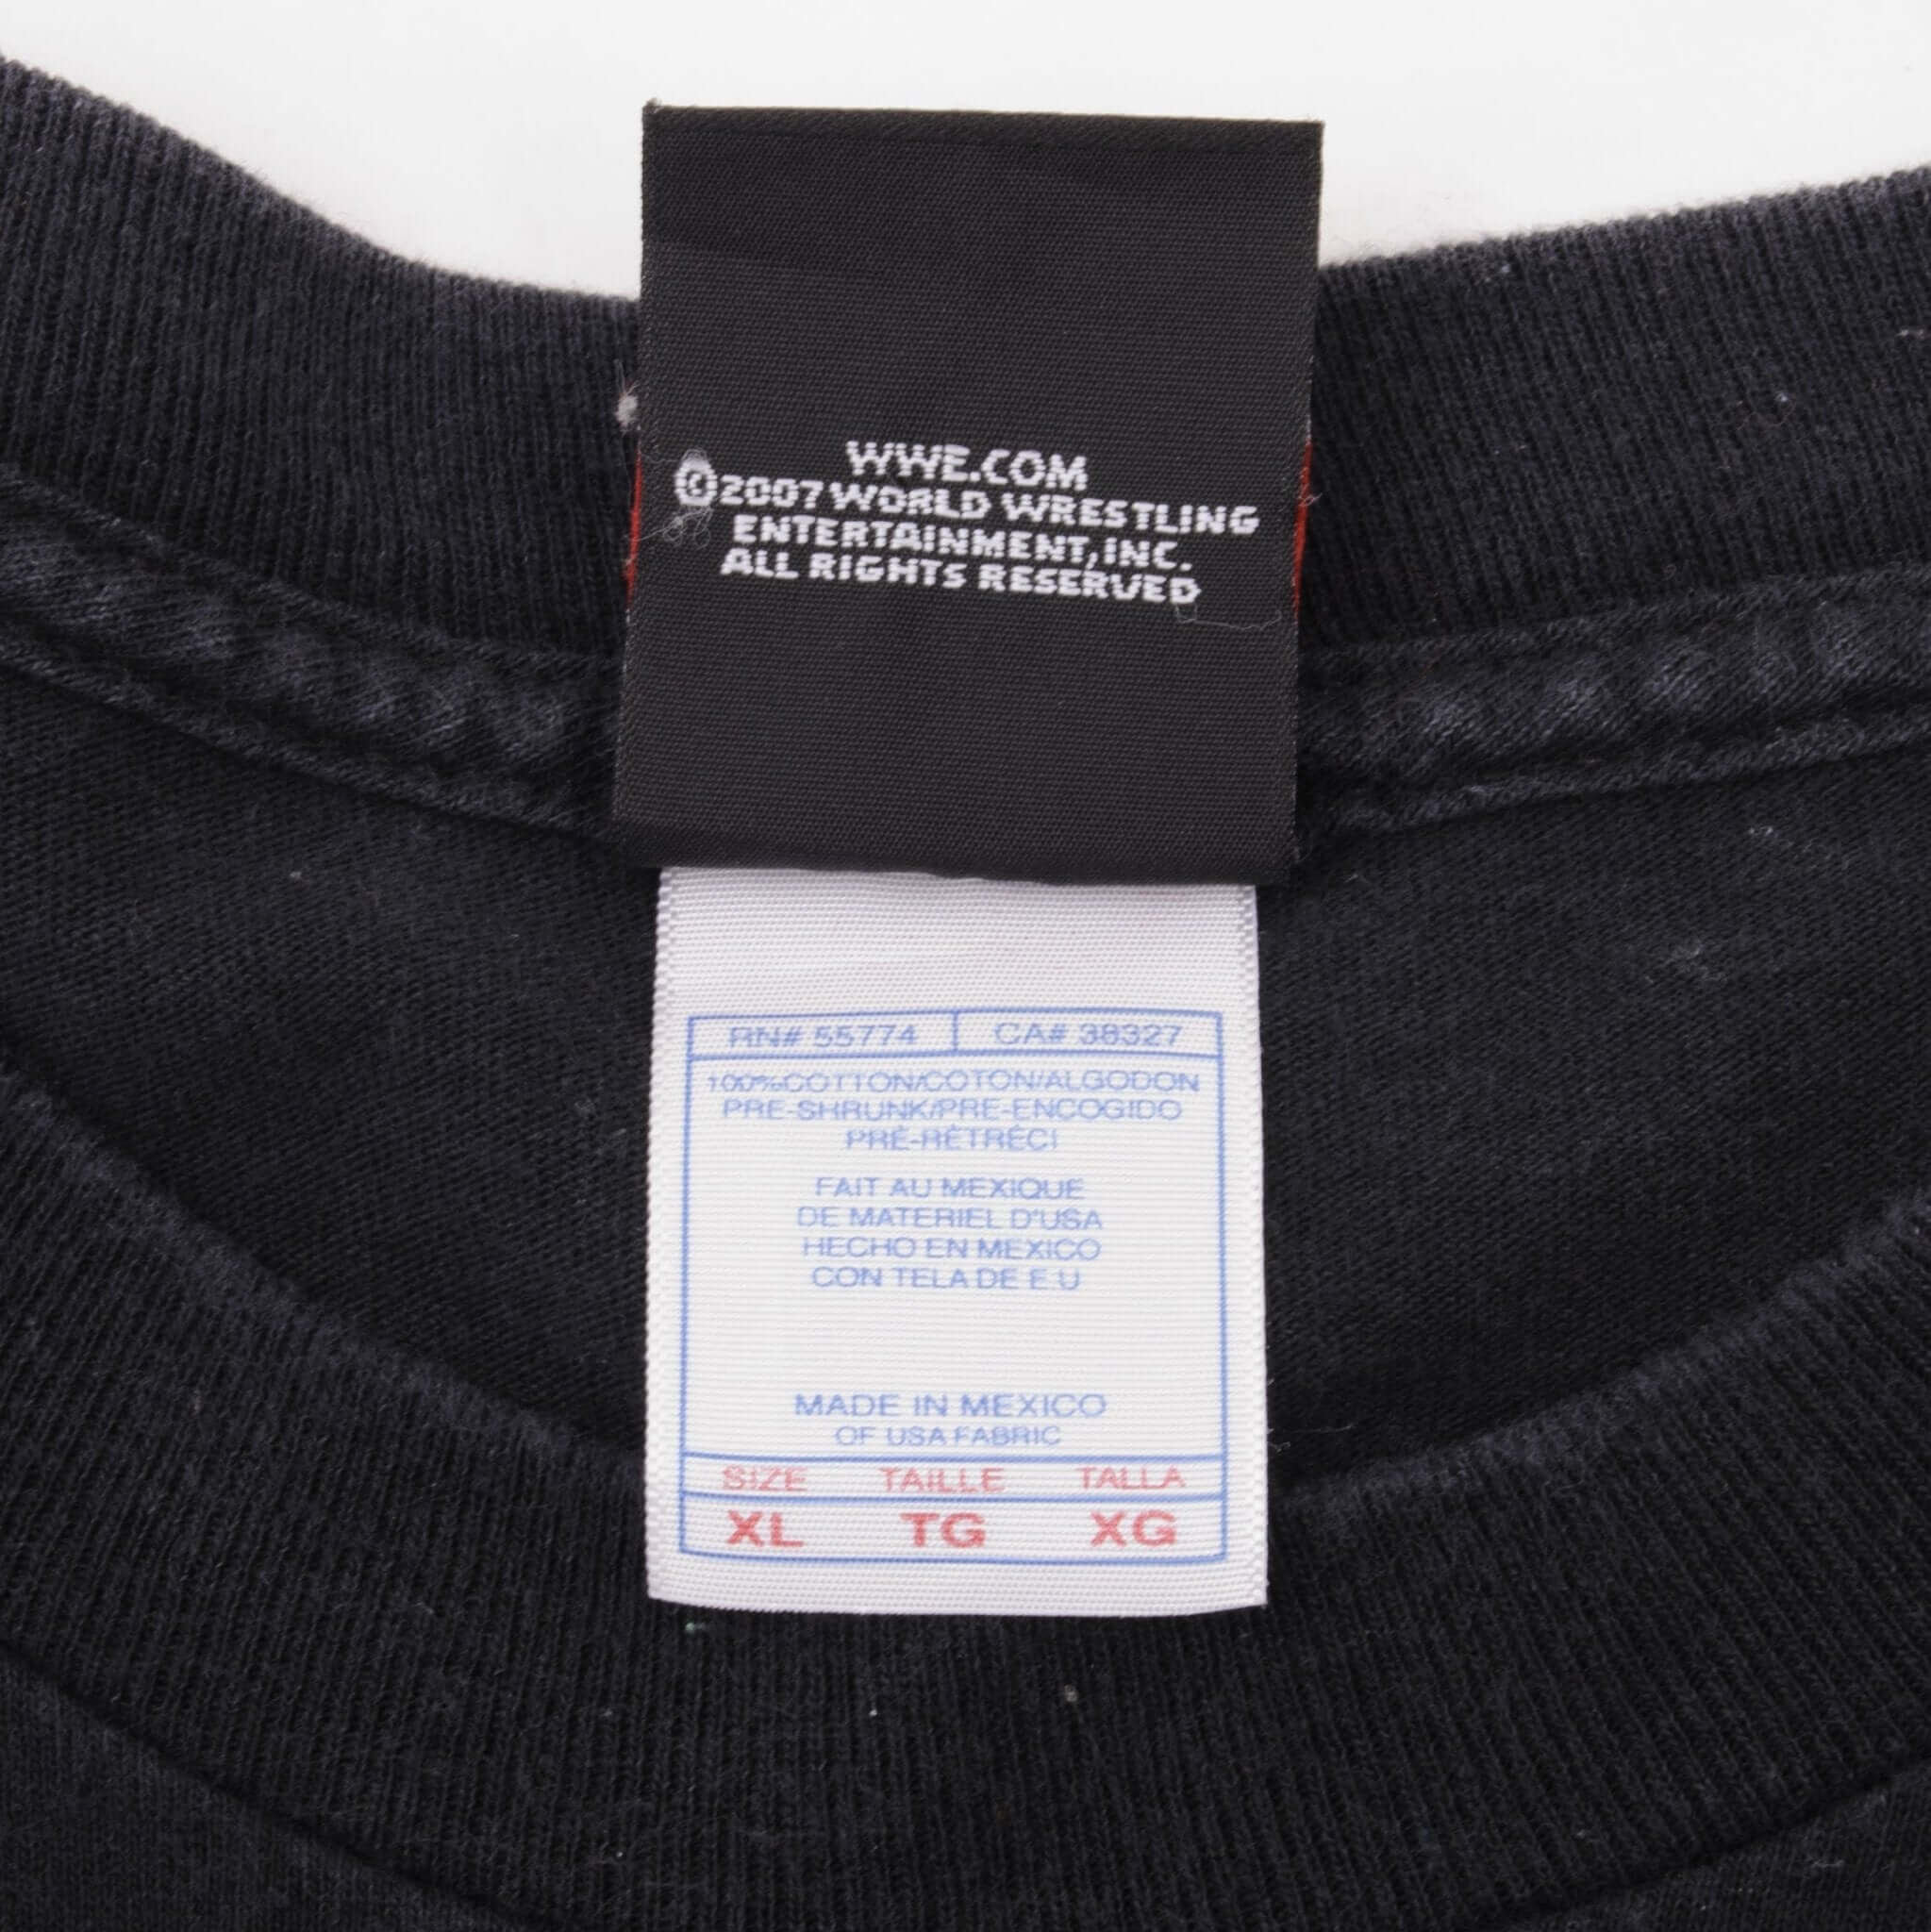 WWE.COM
©2007 WORLD WRESTLING
ENTERTAINMENT, INC.
ALL RIGHTS RESERVED
RN# 55774 CA# 38327
100%COTTON/COTON/ALGODON
PRE-SHRUNK/PRE-ENCOGIDO
PRÉ-RÉTRÉCI
FAIT AU MEXIQUE
DE MATERIEL D'USA
HECHO EN MEXICO
CON TELA DE E.U
MADE IN MEXICO
OF USA FABRIC
SIZE TAILLE TALLA
XL TG XG